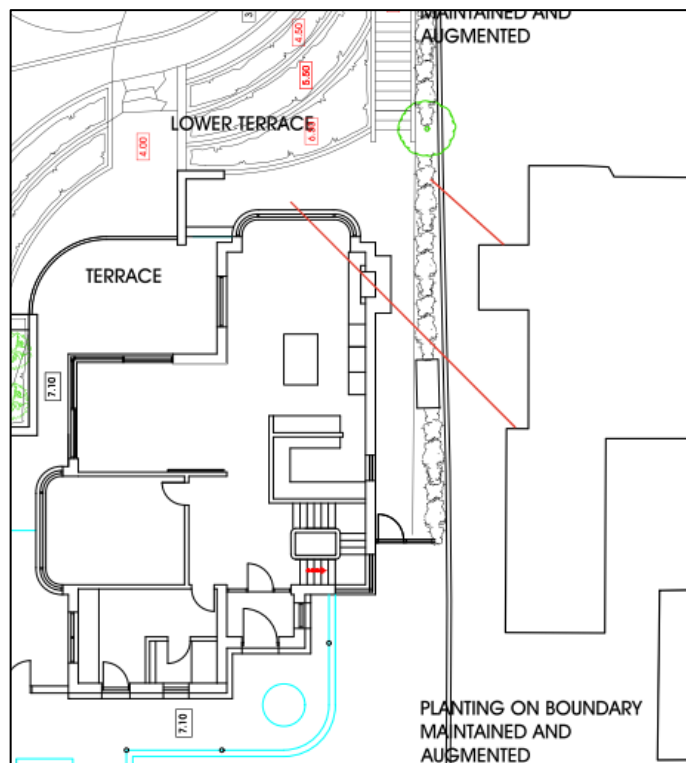 MAINTAINED AND
AUGMENTED
4.50
5.50
LOWER TERRACE
4.00
TERRACE
7.10
7.10
PLANTING ON BOUNDARY
MAINTAINED AND
AUGMENTED